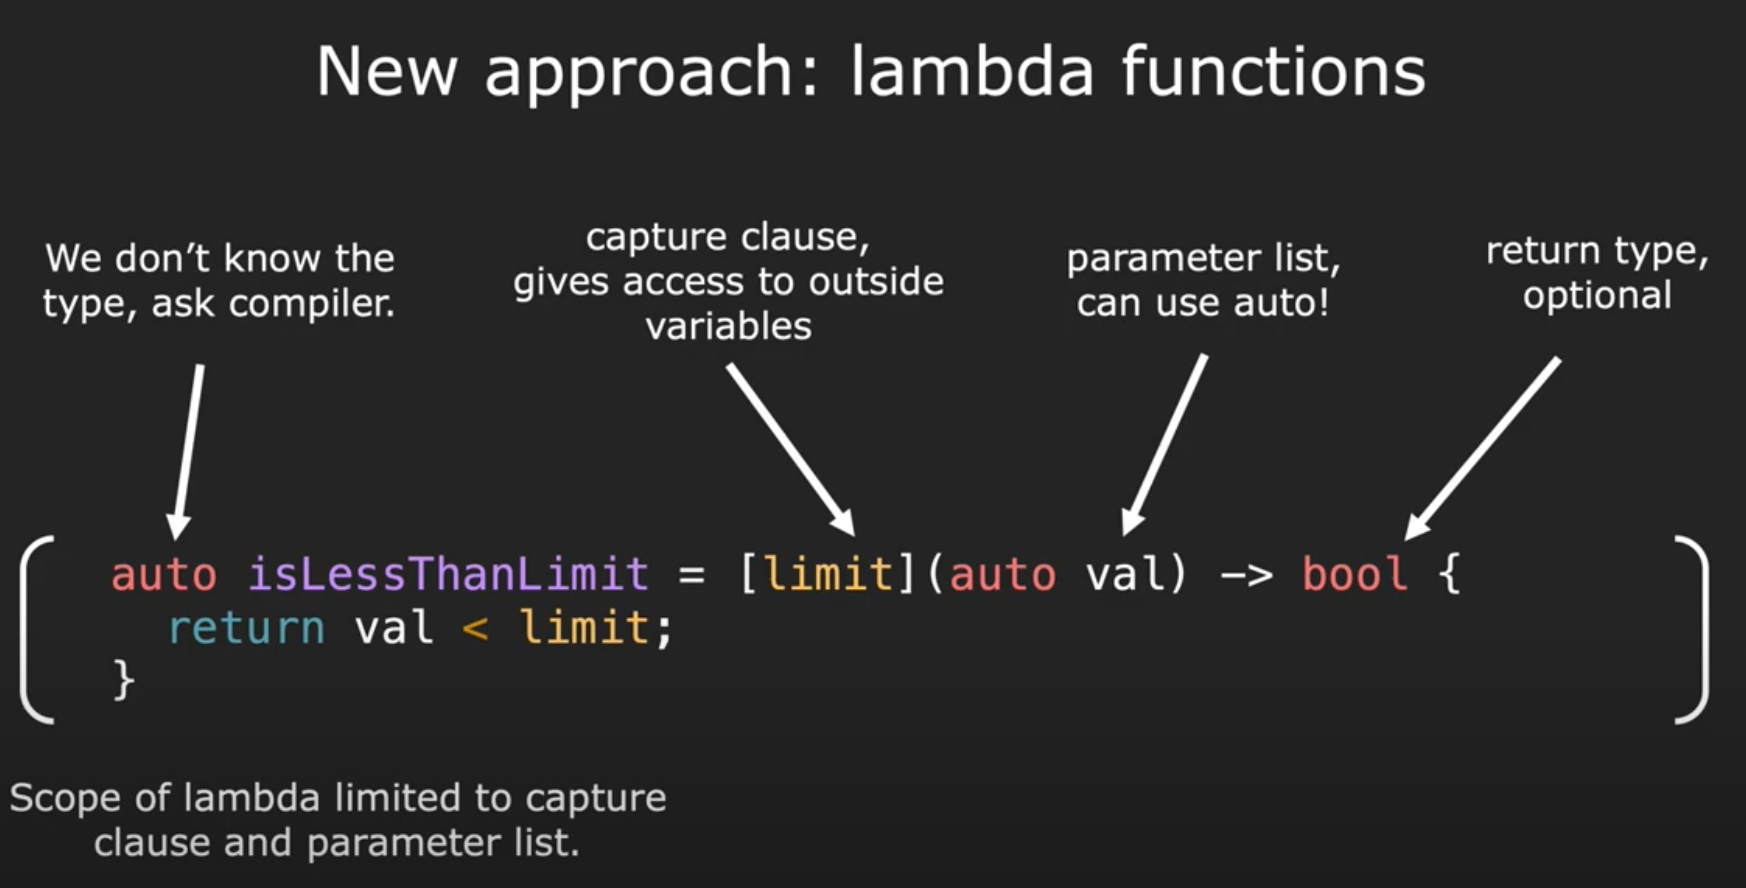 New approach: lambda functions
We don’t know the
type, ask compiler.
capture clause,
gives access to outside
variables
parameter list,
can use auto!
return type,
optional
auto isLessThanLimit = [limit](auto val) -> bool {
return val < limit;
}
Scope of lambda limited to capture
clause and parameter list.